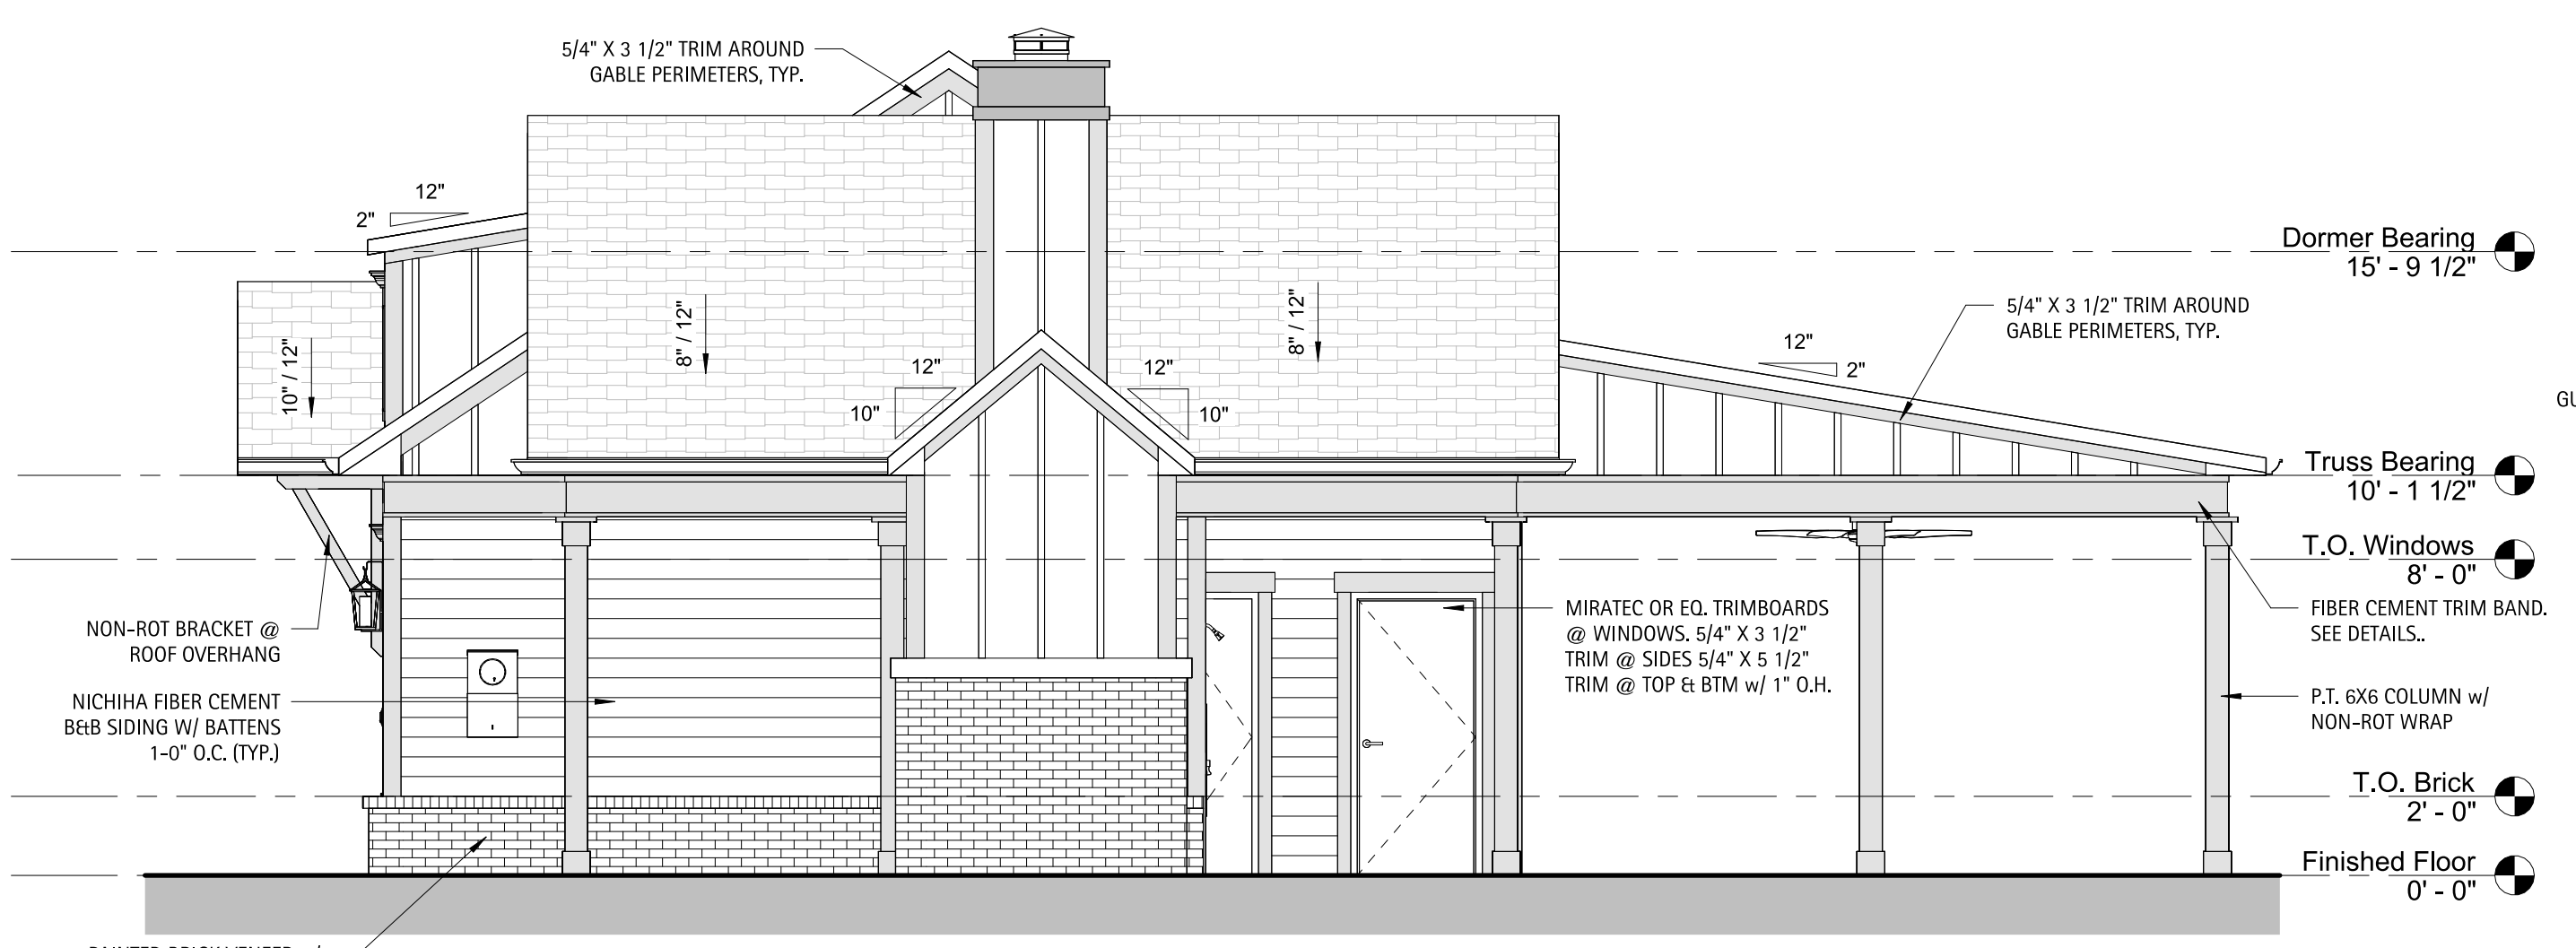 5/4" X 3 1/2" TRIM AROUND
GABLE PERIMETERS, TYP.
12"
2"
Dormer Bearing
15' - 9 1/2"
10" / 12"
8" / 12"
8" / 12"
5/4" X 3 1/2" TRIM AROUND
GABLE PERIMETERS, TYP.
12"
2"
12"
10"
12"
10"
Truss Bearing
10' - 1 1/2"
T.O. Windows
8' - 0"
NON-ROT BRACKET @
ROOF OVERHANG
MIRATEC OR EQ. TRIMBOARDS
@ WINDOWS. 5/4" X 3 1/2"
TRIM @ SIDES 5/4" X 5 1/2"
TRIM @ TOP & BTM w/ 1" O.H.
FIBER CEMENT TRIM BAND.
SEE DETAILS..
NICHIHA FIBER CEMENT
B&B SIDING W/ BATTENS
1-0" O.C. (TYP.)
P.T. 6X6 COLUMN w/
NON-ROT WRAP
T.O. Brick
2' - 0"
Finished Floor
0' - 0"